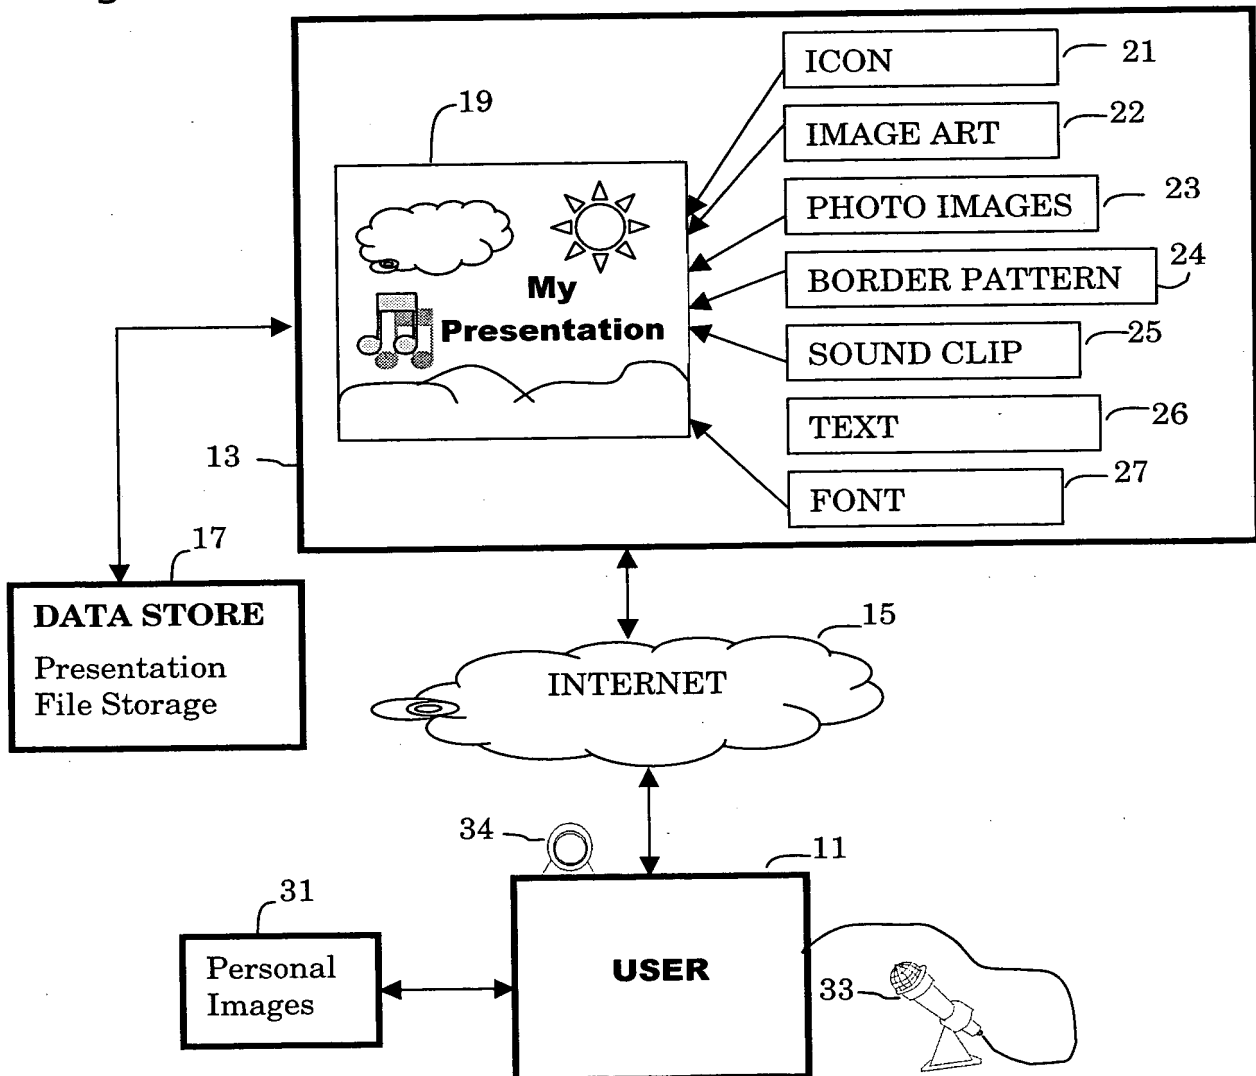 ICON
21
IMAGE ART
22
19
PHOTO IMAGES
23
BORDER PATTERN
24
My
Presentation
SOUND CLIP
25
TEXT
26
13
FONT
27
17
DATA STORE
Presentation
File Storage
15
INTERNET
34
11
31
Personal
Images
USER
33